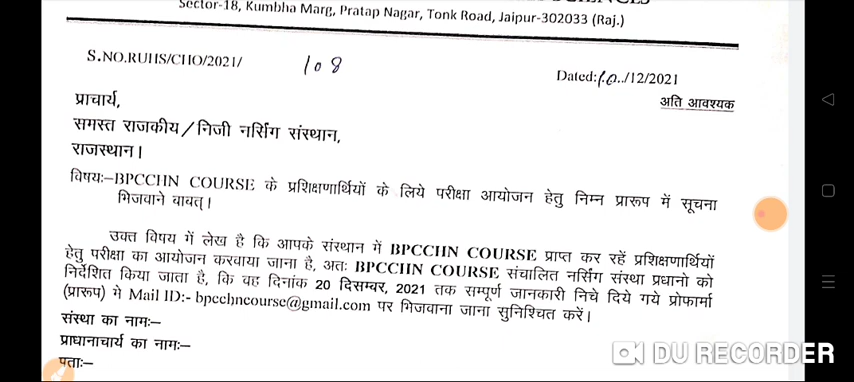 Sector-18, Kumbha Marg, Pratap Nagar, Tonk Road, Jaipur-302033 (Raj.)
S.NO.RUHS/CHO/2021/ 108
Dated:10../12/2021
अति आवश्यक
प्राचार्य,
समस्त राजकीय/निजी नर्सिंग संस्थान,
राजस्थान।
विषयः–BPCCHN COURSE के प्रशिक्षणार्थियों के लिये परीक्षा आयोजन हेतु निम्न प्रारूप में सूचना
भिजवाने बावत्।
उक्त विषय में लेख है कि आपके संस्थान में BPCCHN COURSE प्राप्त कर रहें प्रशिक्षणार्थियों
हेतु परीक्षा का आयोजन करवाया जाना है, अतः BPCCHN COURSE संचालित नर्सिंग संस्था प्रधानो को
निर्देशित किया जाता है, कि वह दिनांक 20 दिसम्बर, 2021 तक सम्पूर्ण जानकारी निचे दिये गये प्रोफार्मा
(प्रारूप) मे Mail ID:- bpcchncourse@gmail.com पर भिजवाना जाना सुनिश्चित करें।
संस्था का नामः–
प्राधानाचार्य का नामः–
पताः–
DU RECORDER